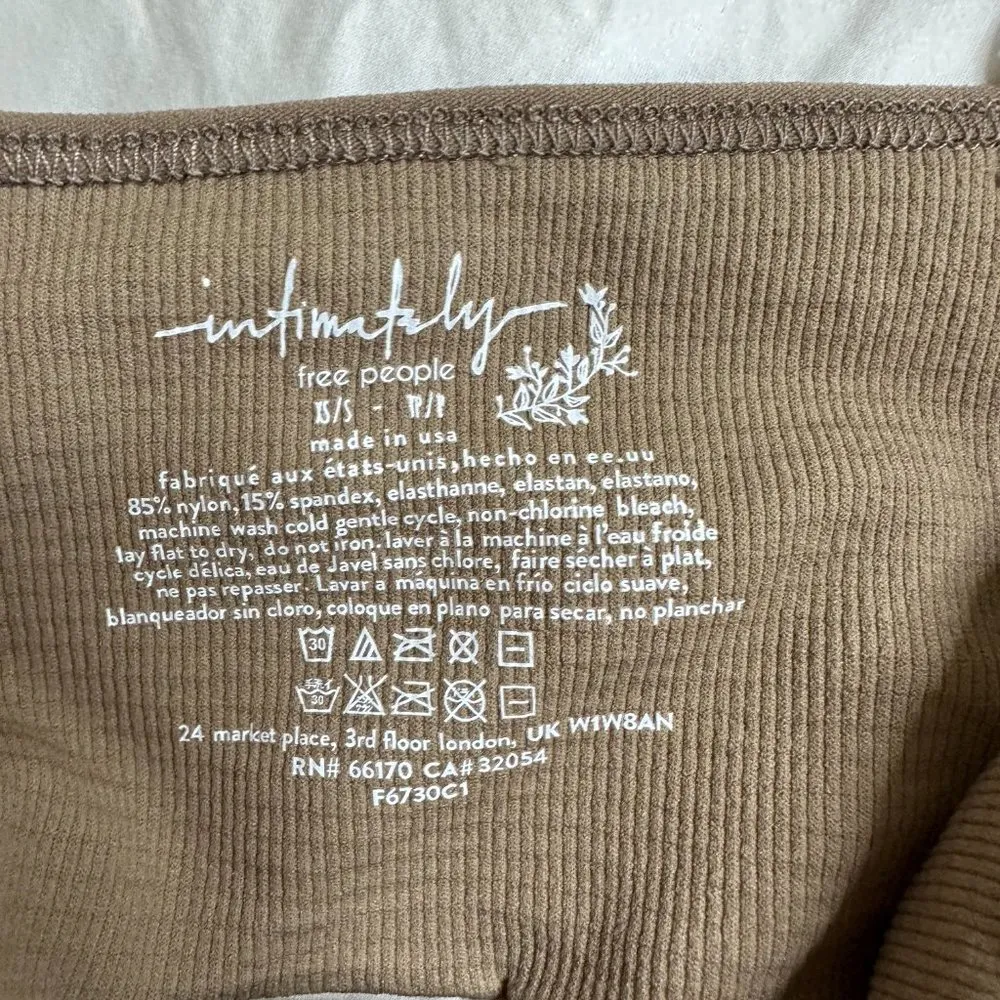 intimately
free people
XS/S - TP/P
made in usa
fabriqué aux états-unis, hecho en ee.uu
85% nylon, 15% spandex, elasthanne, elastan, elastano,
machine wash cold gentle cycle, non-chlorine bleach,
lay flat to dry, do not iron. laver à la machine à l'eau froide
cycle délica, eau de Javel sans chlore, faire sécher à plat,
ne pas repasser. Lavar a máquina en frío ciclo suave,
blanqueador sin cloro, coloque en plano para secar, no planchar
30
30
24 market place, 3rd floor london, UK W1W8AN
RN# 66170 CA# 32054
F6730C1